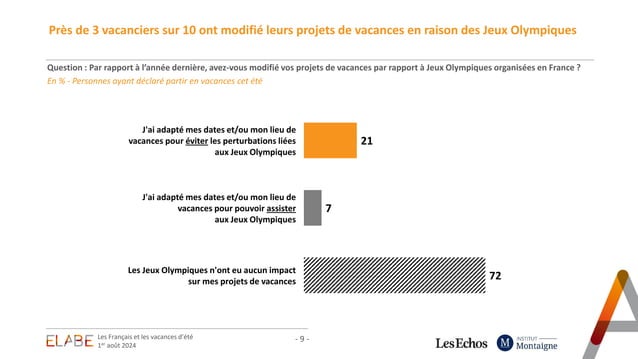 Près de 3 vacanciers sur 10 ont modifié leurs projets de vacances en raison des Jeux Olympiques
Question : Par rapport à l'année dernière, avez-vous modifié vos projets de vacances par rapport à Jeux Olympiques organisées en France ?
En % - Personnes ayant déclaré partir en vacances cet été
J'ai adapté mes dates et/ou mon lieu de
vacances pour éviter les perturbations liées
aux Jeux Olympiques
21
J'ai adapté mes dates et/ou mon lieu de
vacances pour pouvoir assister
aux Jeux Olympiques
7
Les Jeux Olympiques n'ont eu aucun impact
sur mes projets de vacances
72
ELABE
Les Français et les vacances d'été
1er août 2024
- 9 -
Les Echos
INSTITUT
Montaigne